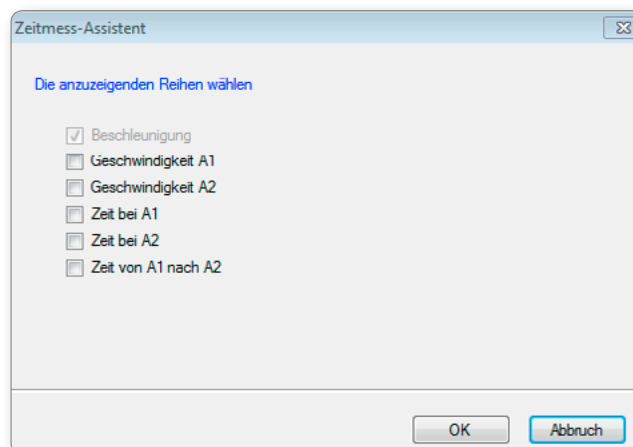 Zeitmess-Assistent
Die anzuzeigenden Reihen wählen
Beschleunigung
Geschwindigkeit A1
Geschwindigkeit A2
Zeit bei A1
Zeit bei A2
Zeit von A1 nach A2
OK
Abbruch